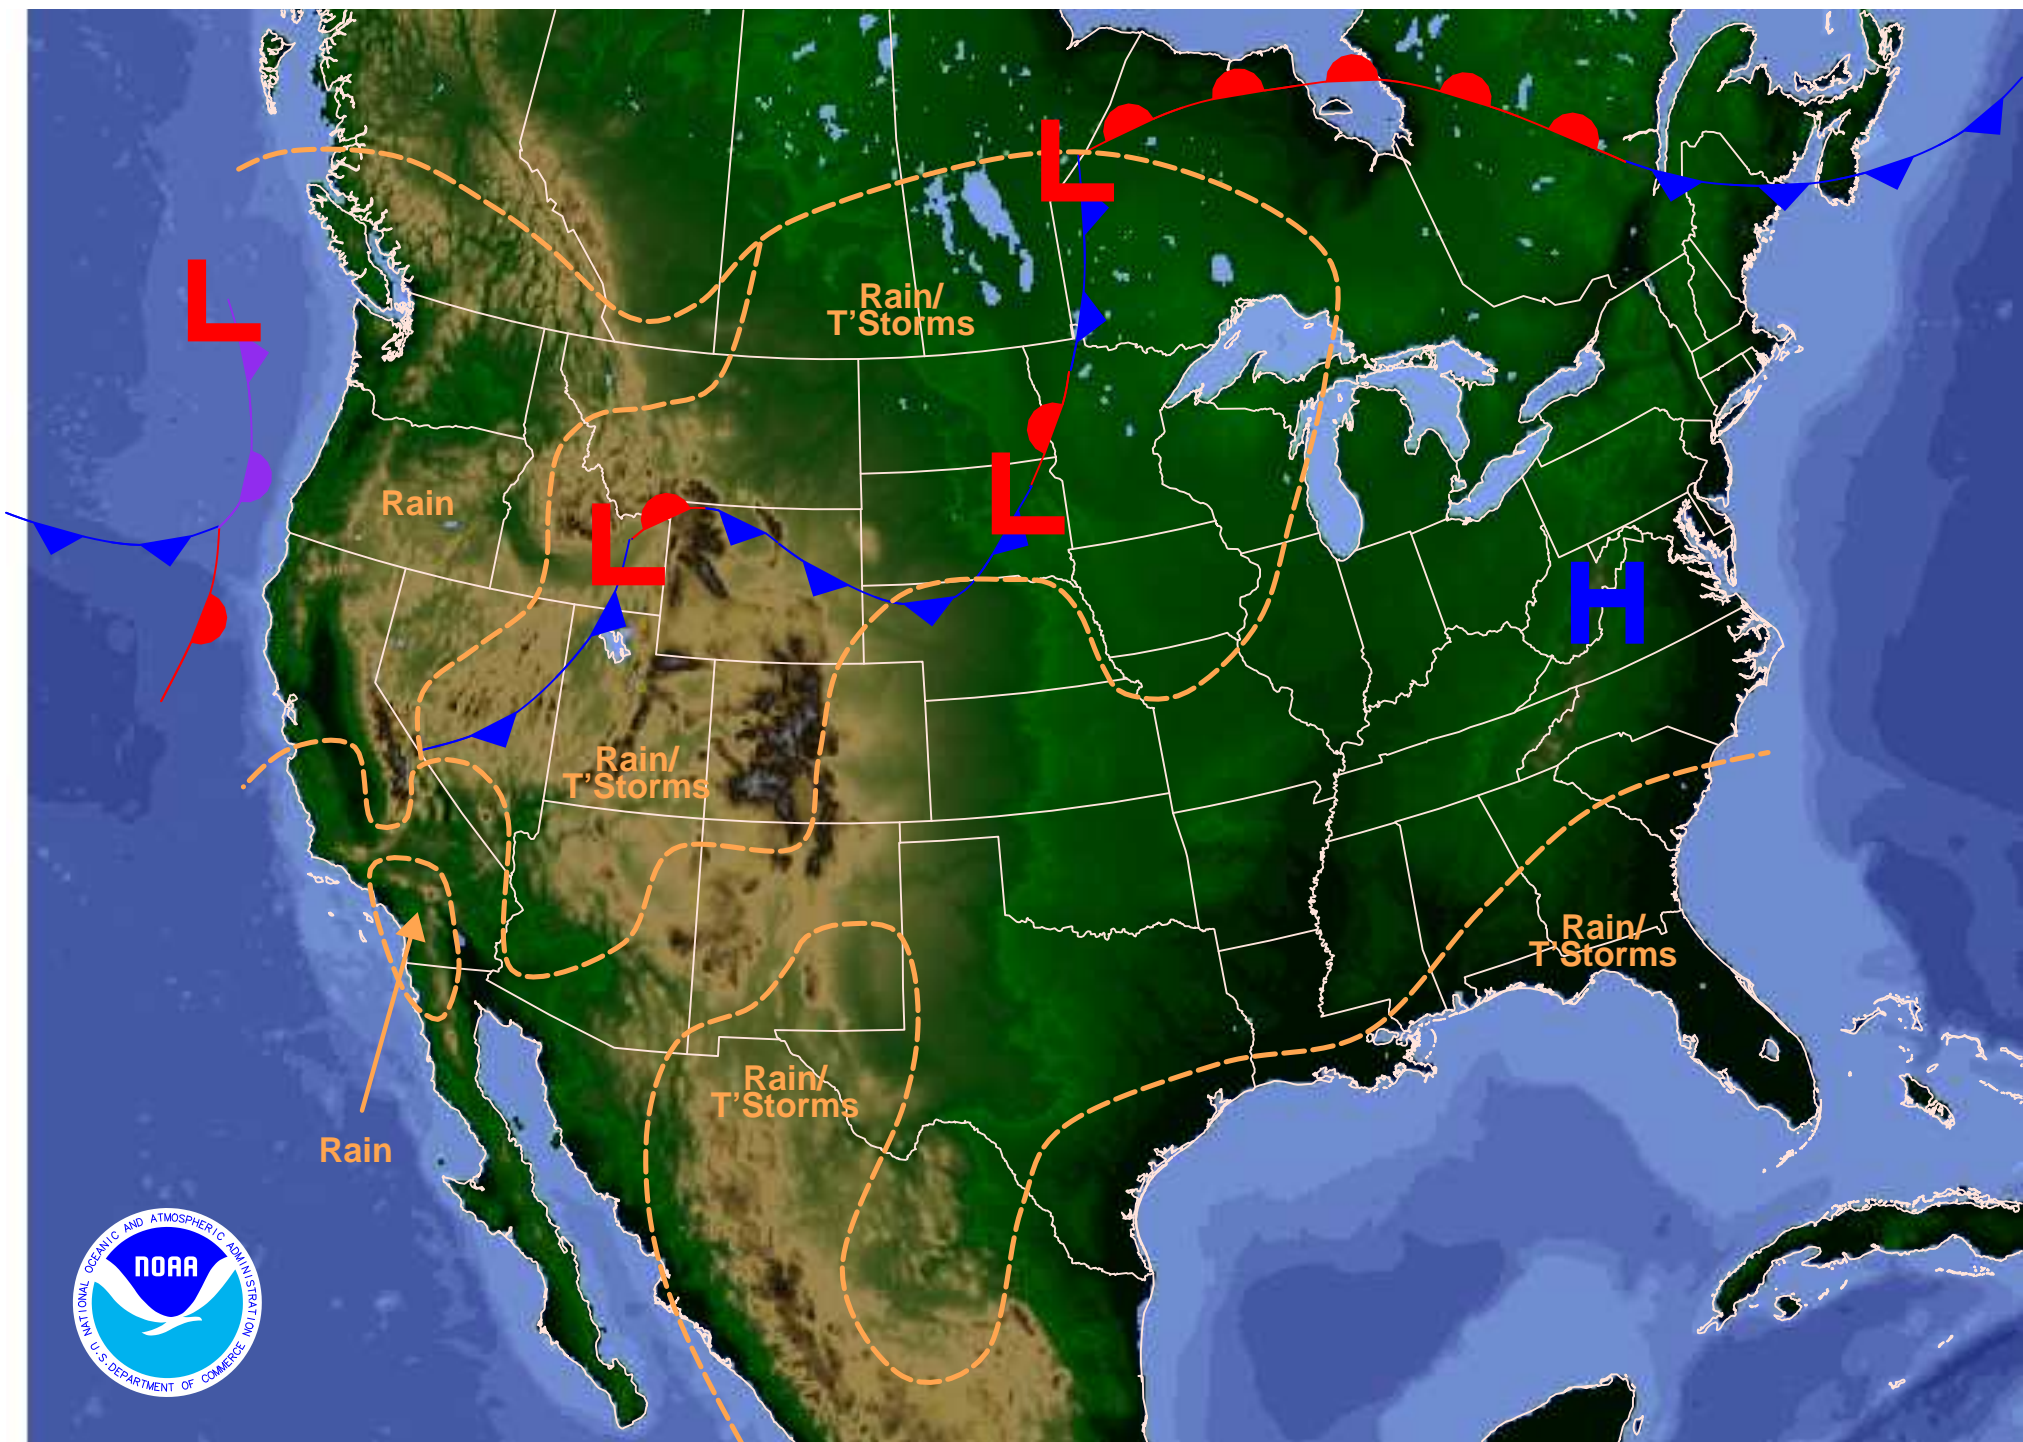 L
L
Rain/
T'Storms
L
Rain
L
H
Rain/
T'Storms
Rain/
T'Storms
Rain/
T'Storms
Rain
NATIONAL OCEANIC AND ATMOSPHERIC ADMINISTRATION
NOAA
U.S. DEPARTMENT OF COMMERCE